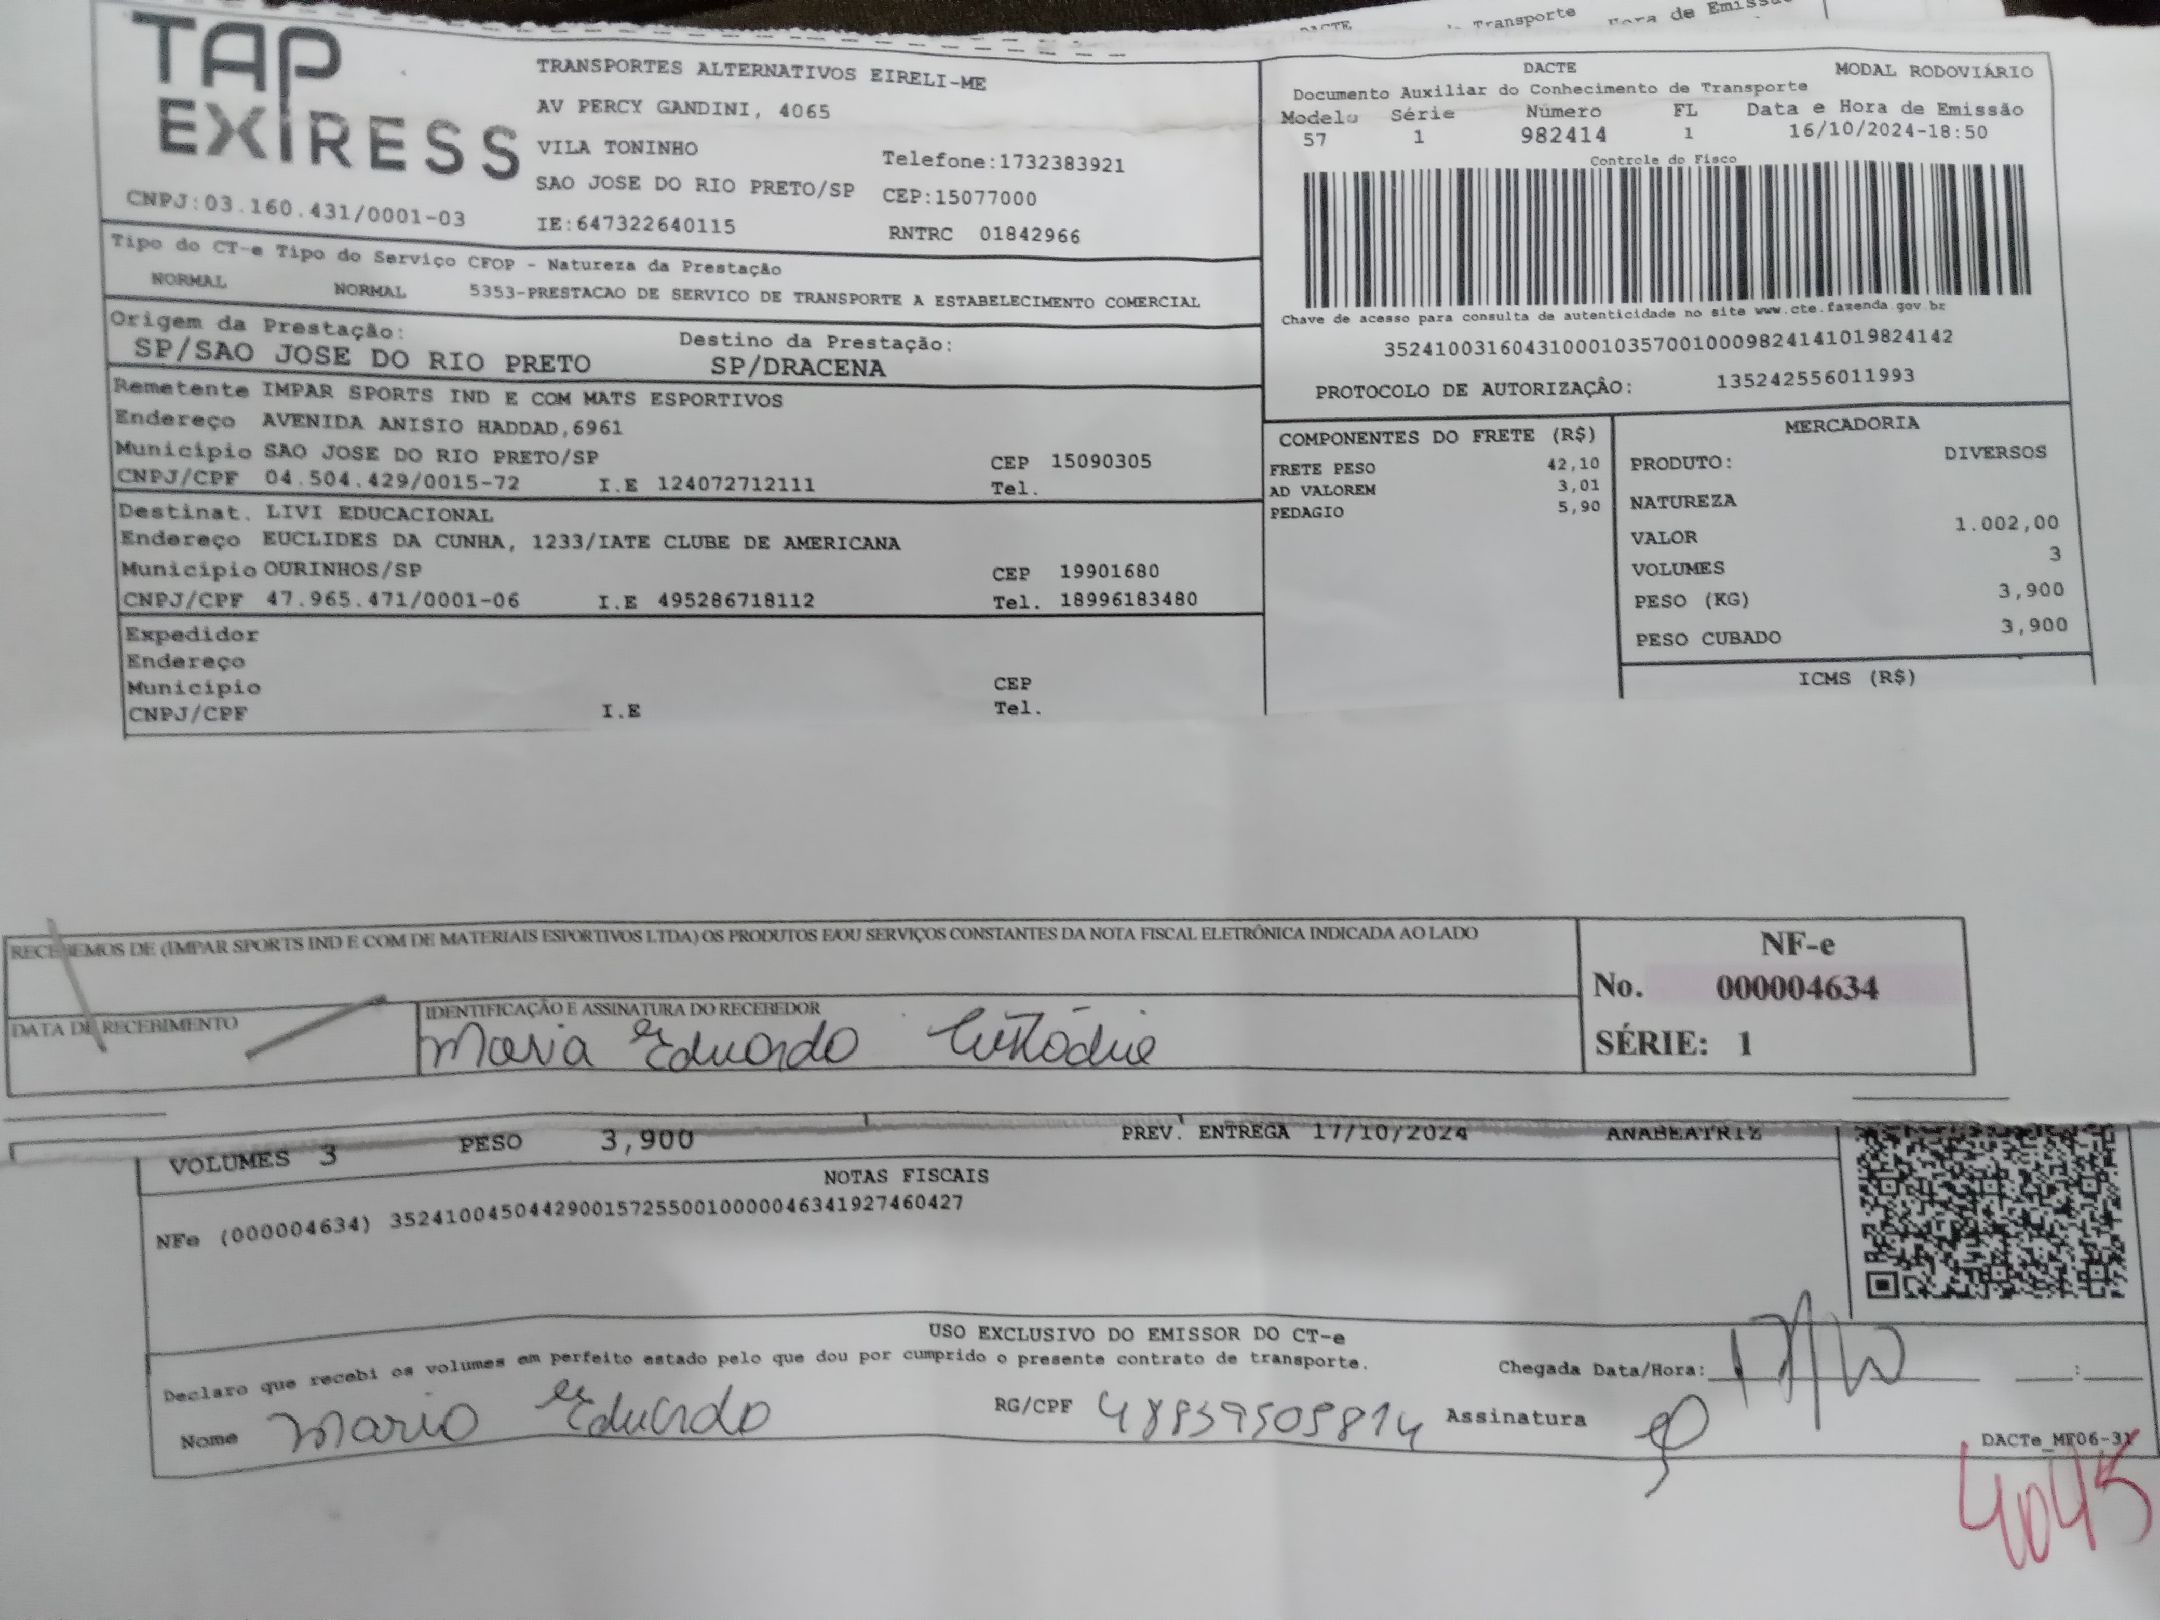 DACTE
Transporte
TAP
EXPRESS
CNPJ:03.160.431/0001-03
TRANSPORTES ALTERNATIVOS EIRELI-ME
AV PERCY GANDINI, 4065
VILA TONINHO
Telefone:1732383921
SAO JOSE DO RIO PRETO/SP CEP:15077000
IE:647322640115 RNTRC 01842966
DACTE MODAL RODOVIÁRIO
Documento Auxiliar do Conhecimento de Transporte
Modelo Série Número FL Data e Hora de Emissão
57 1 982414 1 16/10/2024-18:50
Controle do Fisco
Chave de acesso para consulta de autenticidade no site www.cte.fazenda.gov.br
35241003160431000103570010009824141019824142
PROTOCOLO DE AUTORIZAÇÂO: 135242556011993
Tipo do CT-e Tipo do Serviço CFOP - Natureza da Prestação
NORMAL NORMAL 5353-PRESTACAO DE SERVICO DE TRANSPORTE A ESTABELECIMENTO COMERCIAL
Origem da Prestação: Destino da Prestação:
SP/SAO JOSE DO RIO PRETO SP/DRACENA
Remetente IMPAR SPORTS IND E COM MATS ESPORTIVOS
Endereço AVENIDA ANISIO HADDAD,6961
Municipio SAO JOSE DO RIO PRETO/SP CEP 15090305
CNPJ/CPF 04.504.429/0015-72 I.E 124072712111 Tel.
Destinat. LIVI EDUCACIONAL
Endereço EUCLIDES DA CUNHA, 1233/IATE CLUBE DE AMERICANA
Municipio OURINHOS/SP CEP 19901680
CNPJ/CPF 47.965.471/0001-06 I.E 495286718112 Tel. 18996183480
Expedidor
Endereço
Municipio CEP
CNPJ/CPF I.E Tel.
COMPONENTES DO FRETE (R$)
FRETE PESO 42,10
AD VALOREM 3,01
PEDAGIO 5,90
MERCADORIA
PRODUTO: DIVERSOS
NATUREZA
VALOR 1.002,00
VOLUMES 3
PESO (KG) 3,900
PESO CUBADO 3,900
ICMS (R$)
RECEBEMOS DE (IMPAR SPORTS IND E COM DE MATERIAIS ESPORTIVOS LTDA) OS PRODUTOS E/OU SERVIÇOS CONSTANTES DA NOTA FISCAL ELETRÔNICA INDICADA AO LADO
DATA DE RECEBIMENTO
IDENTIFICAÇÃO E ASSINATURA DO RECEBEDOR
Maria Eduarda Custódio
NF-e
No. 000004634
SÉRIE: 1
VOLUMES 3 PESO 3,900 PREV. ENTREGA 17/10/2024 ANABEATRIZ
NOTAS FISCAIS
NFe (000004634) 35241004504429001572550010000046341927460427
USO EXCLUSIVO DO EMISSOR DO CT-e
Declaro que recebi os volumes em perfeito estado pelo que dou por cumprido o presente contrato de transporte.
Chegada Data/Hora: :
Nome Maria Eduarda RG/CPF 48839509814 Assinatura
DACTe_MF06-31
4045